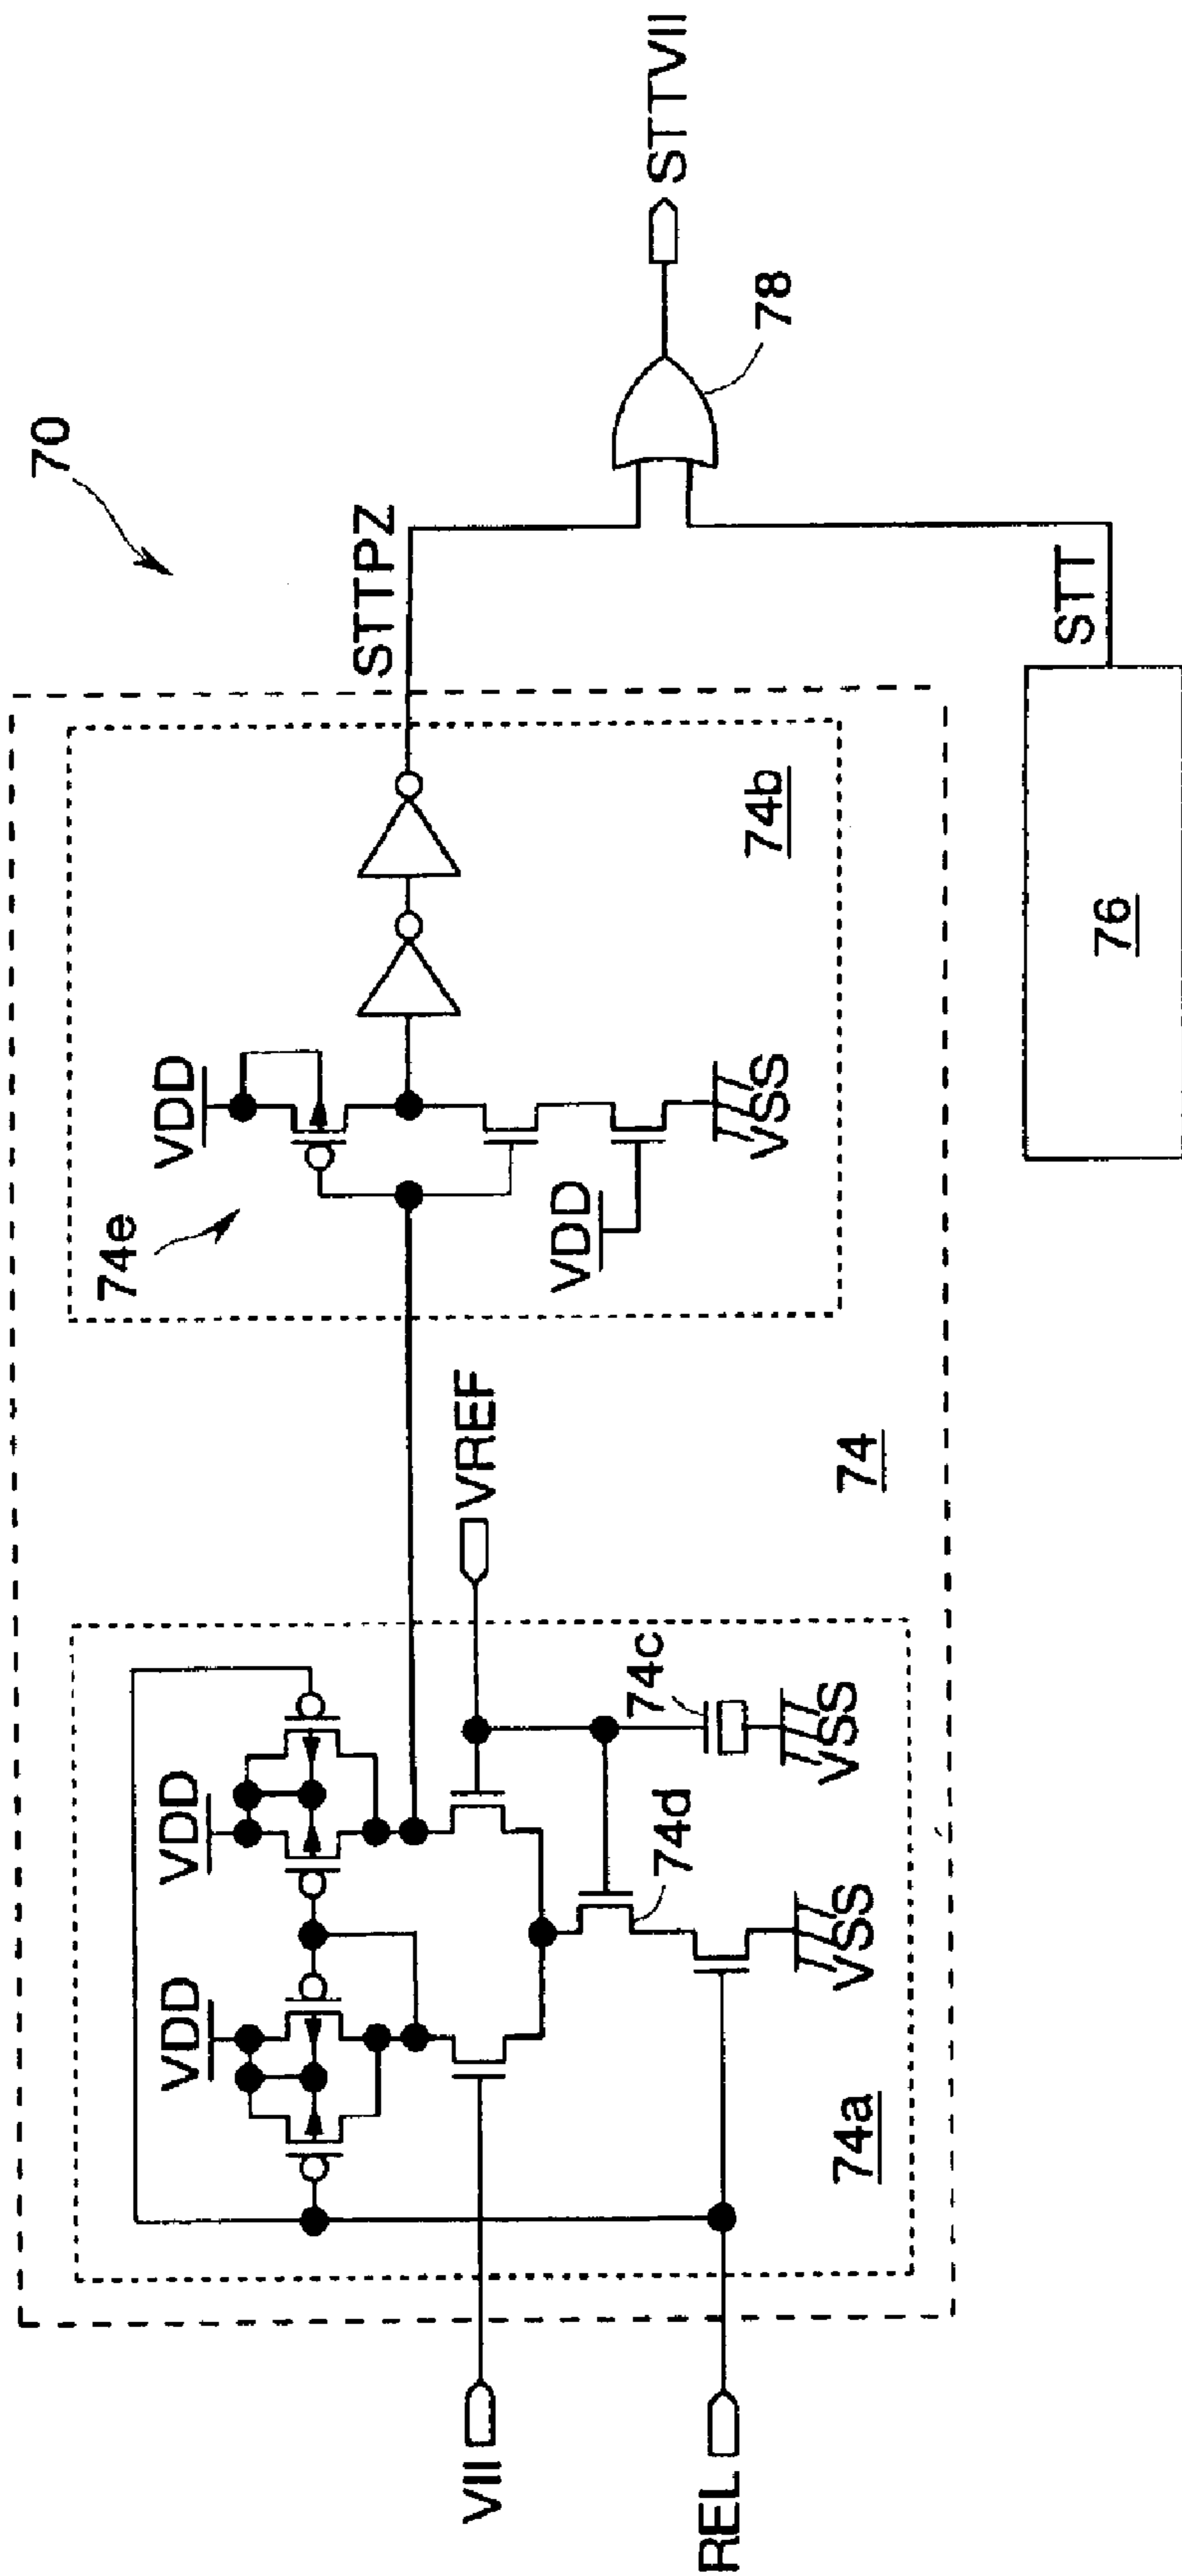 70
VDD
74e
VDD
VSS
STTPZ
74b
STTVII
78
STT
76
VDD
VDD
VREF
74c
74d
VSS
VSS
74a
74
VII
REL